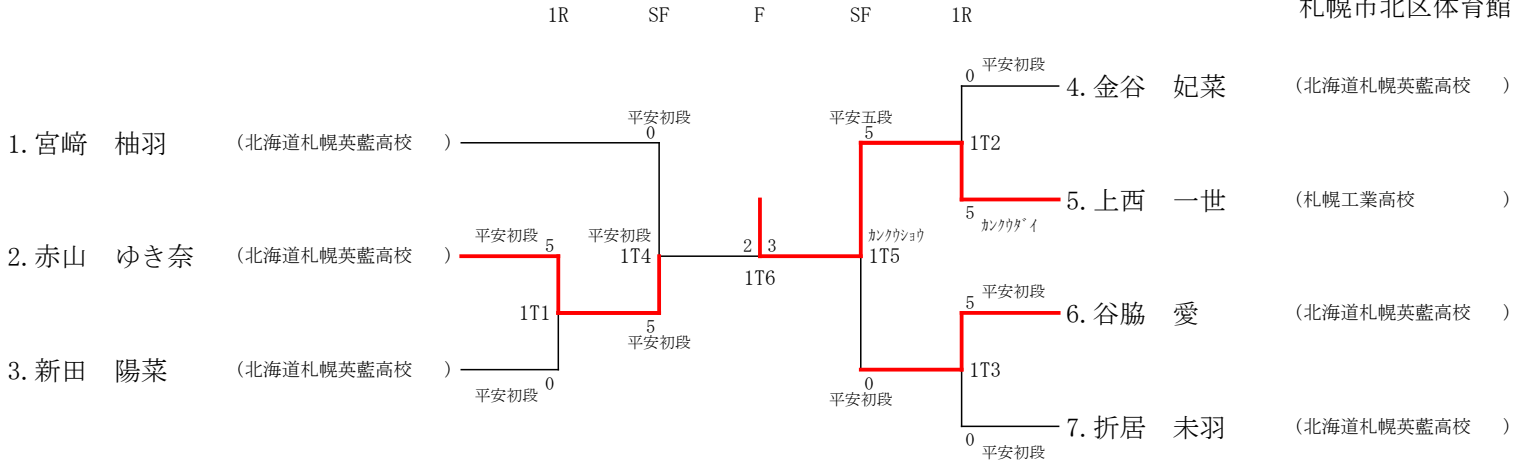 札幌市北区体育館
1R SF F SF 1R
0 平安初段
4. 金谷 妃菜 (北海道札幌英藍高校 )
平安初段
0
平安五段
5
1. 宮﨑 柚羽 (北海道札幌英藍高校 )
1T2
5. 上西 一世 (札幌工業高校 )
5 カンクウダイ
平安初段 5
平安初段
カンクウショウ
2. 赤山 ゆき奈 (北海道札幌英藍高校 )
1T4
2 3
1T5
1T6
5 平安初段
1T1
6. 谷脇 愛 (北海道札幌英藍高校 )
5
平安初段
3. 新田 陽菜 (北海道札幌英藍高校 )
1T3
平安初段 0
0
平安初段
7. 折居 未羽 (北海道札幌英藍高校 )
0 平安初段